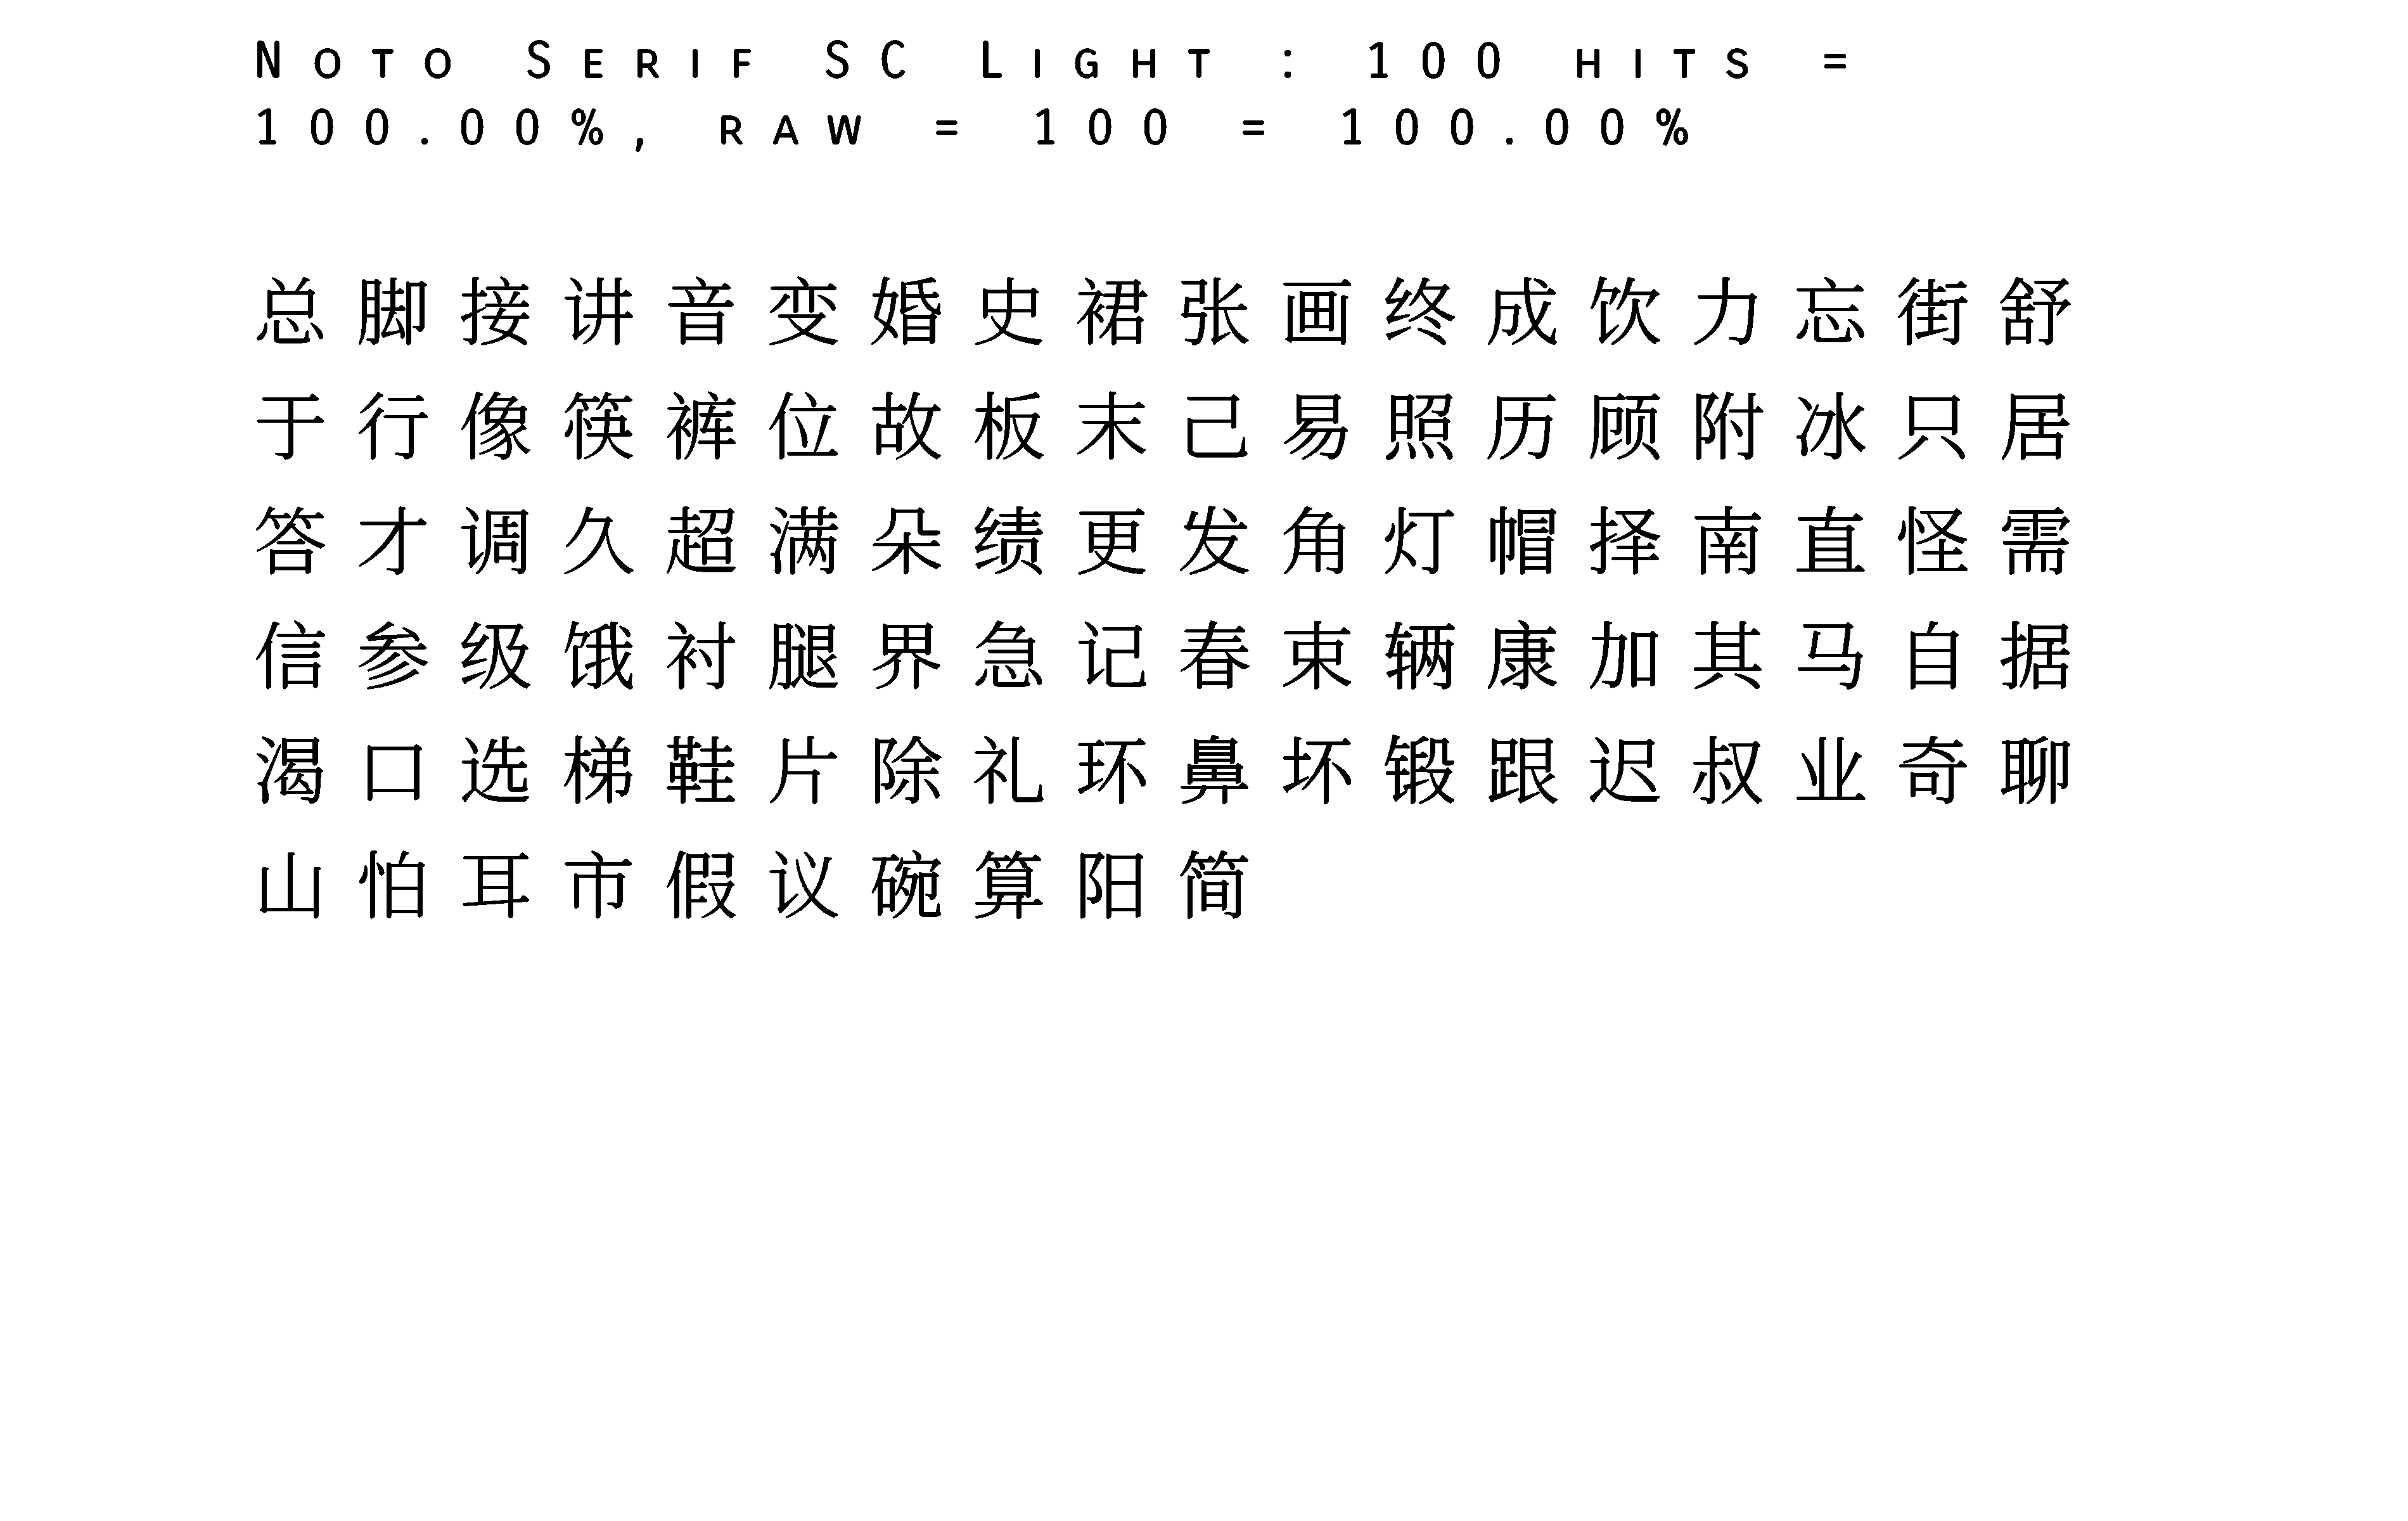 Noto Serif SC Light : 100 hits =
100.00%, raw = 100 = 100.00%
总脚接讲音变婚史裙张画终成饮力忘街舒
于行像筷裤位故板末己易照历顾附冰只居
答才调久超满朵绩更发角灯帽择南直怪需
信参级饿衬腿界急记春束辆康加其马自据
渴口选梯鞋片除礼环鼻坏锻跟迟叔业奇聊
山怕耳市假议碗算阳简